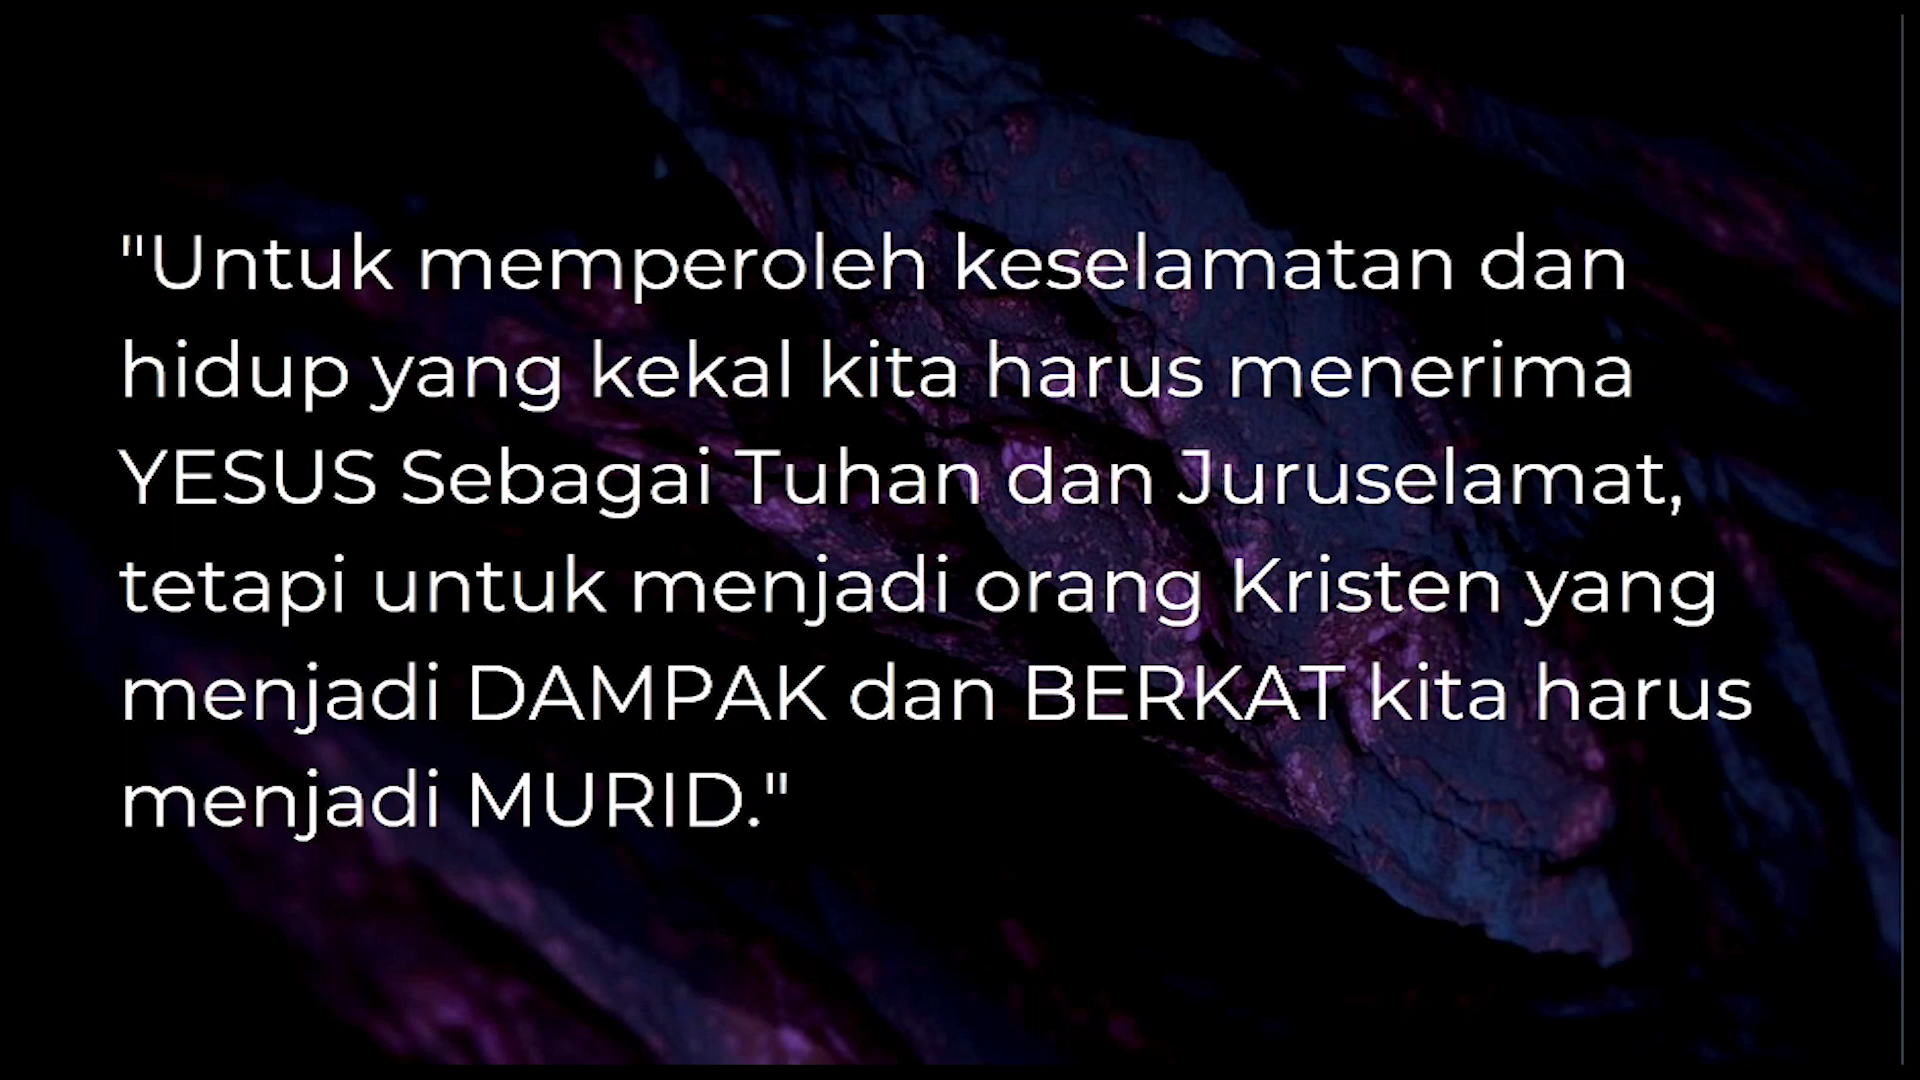 "Untuk memperoleh keselamatan dan
hidup yang kekal kita harus menerima
YESUS Sebagai Tuhan dan Juruselamat,
tetapi untuk menjadi orang Kristen yang
menjadi DAMPAK dan BERKAT kita harus
menjadi MURID."